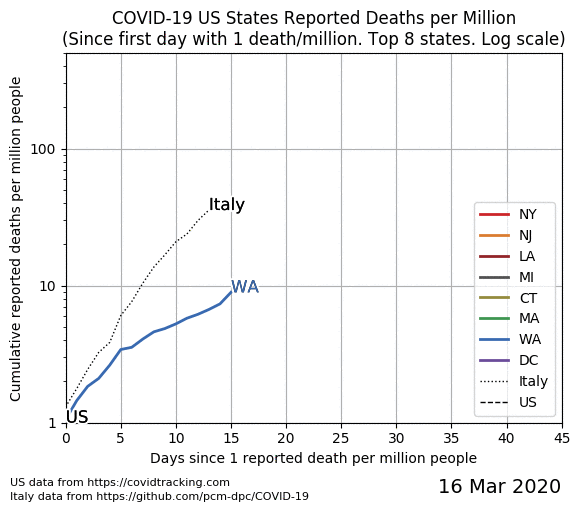 COVID-19 US States Reported Deaths per Million
(Since first day with 1 death/million. Top 8 states. Log scale)
Cumulative reported deaths per million people
100
10
1
Italy
WA
US
NY
NJ
LA
MI
CT
MA
WA
DC
Italy
US
0 5 10 15 20 25 30 35 40 45
Days since 1 reported death per million people
US data from https://covidtracking.com
Italy data from https://github.com/pcm-dpc/COVID-19
16 Mar 2020